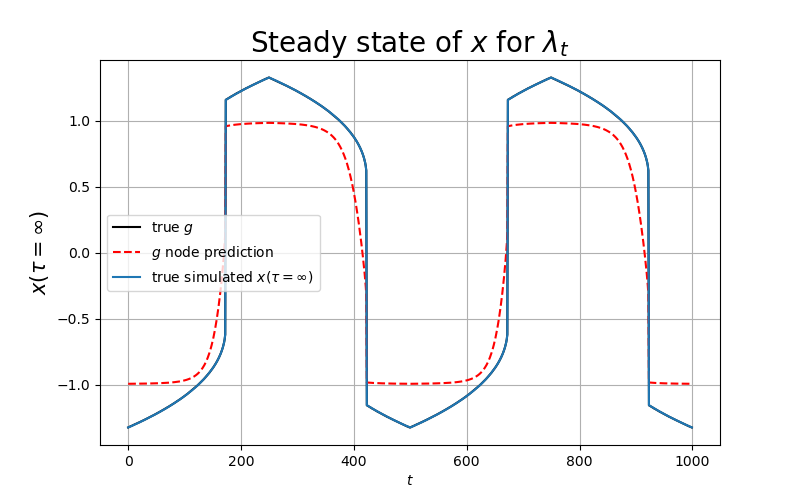 Steady state of x for λ_t
x(τ = ∞)
1.0
0.5
0.0
−0.5
−1.0
true g
g node prediction
true simulated x(τ = ∞)
0 200 400 600 800 1000
t